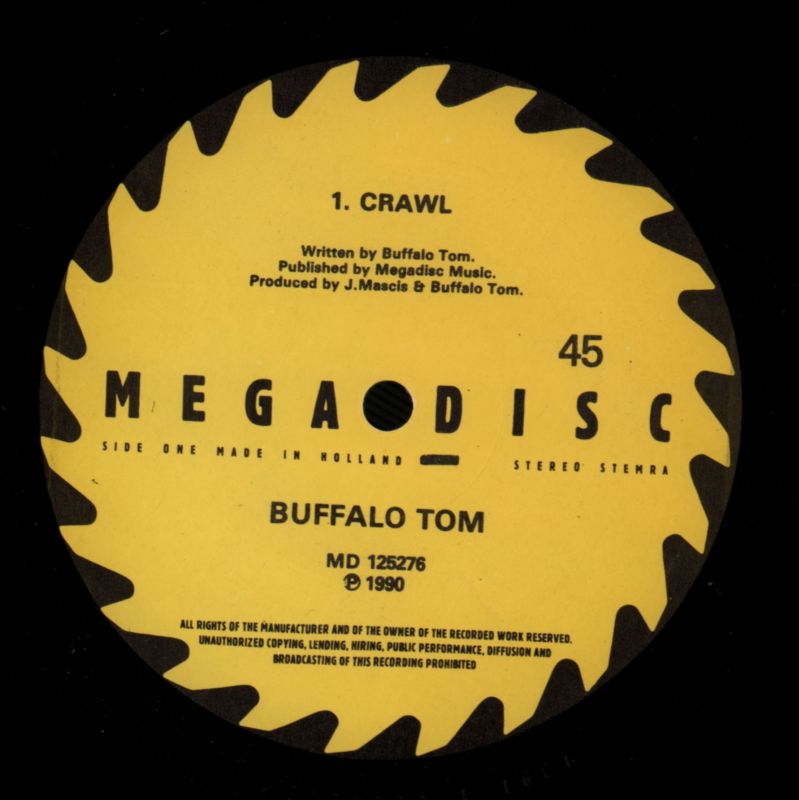 1. CRAWL
Written by Buffalo Tom.
Published by Megadisc Music.
Produced by J.Mascis & Buffalo Tom.
45
MEGADISC
SIDE ONE MADE IN HOLLAND
STEREO STEMRA
BUFFALO TOM
MD 125276
℗ 1990
ALL RIGHTS OF THE MANUFACTURER AND OF THE OWNER OF THE RECORDED WORK RESERVED.
UNAUTHORIZED COPYING, LENDING, HIRING, PUBLIC PERFORMANCE, DIFFUSION AND
BROADCASTING OF THIS RECORDING PROHIBITED